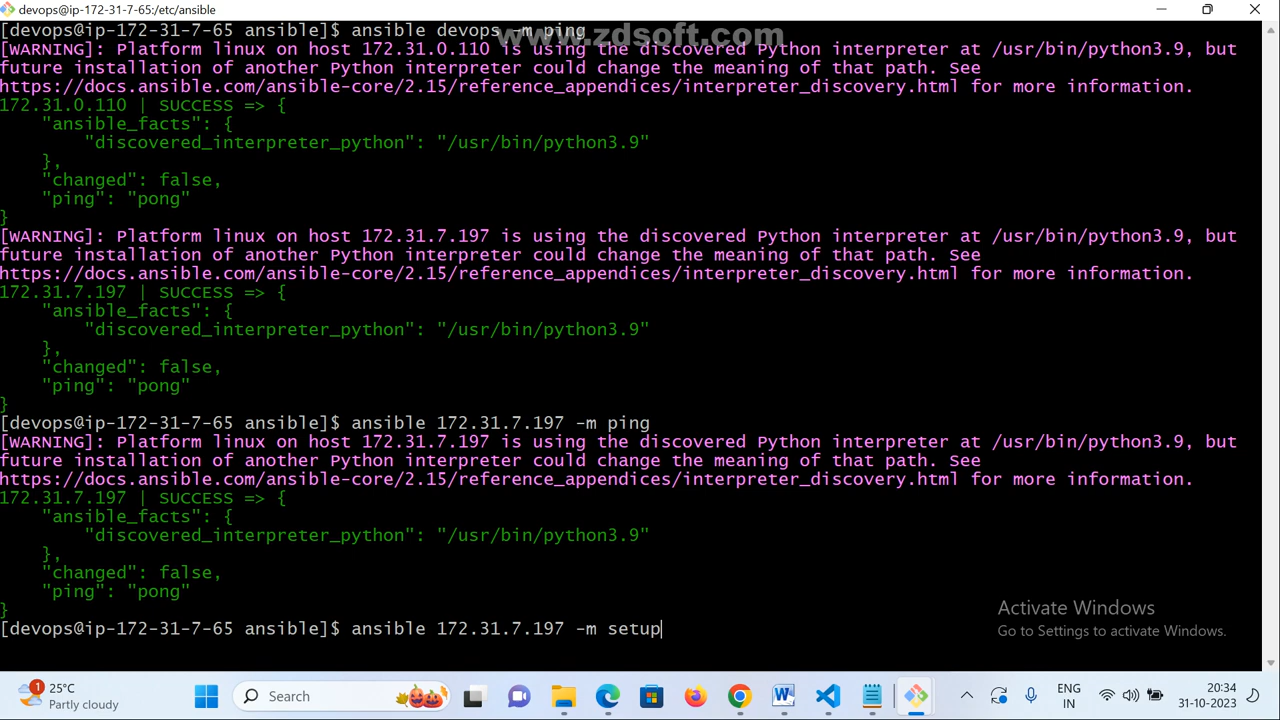 devops@ip-172-31-7-65:/etc/ansible
[devops@ip-172-31-7-65 ansible]$ ansible devops -m ping
www.zdsoft.com
[WARNING]: Platform linux on host 172.31.0.110 is using the discovered Python interpreter at /usr/bin/python3.9, but
future installation of another Python interpreter could change the meaning of that path. See
https://docs.ansible.com/ansible-core/2.15/reference_appendices/interpreter_discovery.html for more information.
172.31.0.110 | SUCCESS => {
    "ansible_facts": {
        "discovered_interpreter_python": "/usr/bin/python3.9"
    },
    "changed": false,
    "ping": "pong"
}
[WARNING]: Platform linux on host 172.31.7.197 is using the discovered Python interpreter at /usr/bin/python3.9, but
future installation of another Python interpreter could change the meaning of that path. See
https://docs.ansible.com/ansible-core/2.15/reference_appendices/interpreter_discovery.html for more information.
172.31.7.197 | SUCCESS => {
    "ansible_facts": {
        "discovered_interpreter_python": "/usr/bin/python3.9"
    },
    "changed": false,
    "ping": "pong"
}
[devops@ip-172-31-7-65 ansible]$ ansible 172.31.7.197 -m ping
[WARNING]: Platform linux on host 172.31.7.197 is using the discovered Python interpreter at /usr/bin/python3.9, but
future installation of another Python interpreter could change the meaning of that path. See
https://docs.ansible.com/ansible-core/2.15/reference_appendices/interpreter_discovery.html for more information.
172.31.7.197 | SUCCESS => {
    "ansible_facts": {
        "discovered_interpreter_python": "/usr/bin/python3.9"
    },
    "changed": false,
    "ping": "pong"
}
[devops@ip-172-31-7-65 ansible]$ ansible 172.31.7.197 -m setup
Activate Windows
Go to Settings to activate Windows.
1
25°C
Partly cloudy
Search
ENG
IN
20:34
31-10-2023